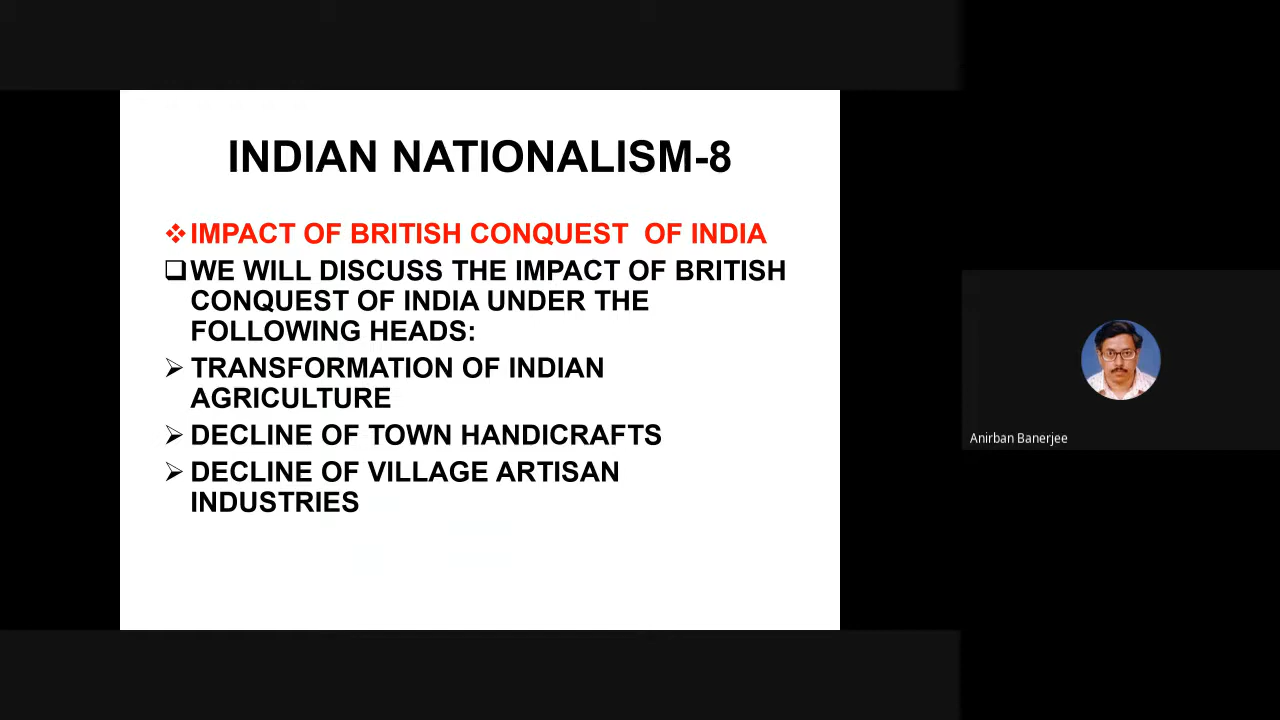 INDIAN NATIONALISM-8
❖IMPACT OF BRITISH CONQUEST OF INDIA
❑WE WILL DISCUSS THE IMPACT OF BRITISH
CONQUEST OF INDIA UNDER THE
FOLLOWING HEADS:
➢ TRANSFORMATION OF INDIAN
AGRICULTURE
➢ DECLINE OF TOWN HANDICRAFTS
➢ DECLINE OF VILLAGE ARTISAN
INDUSTRIES
Anirban Banerjee